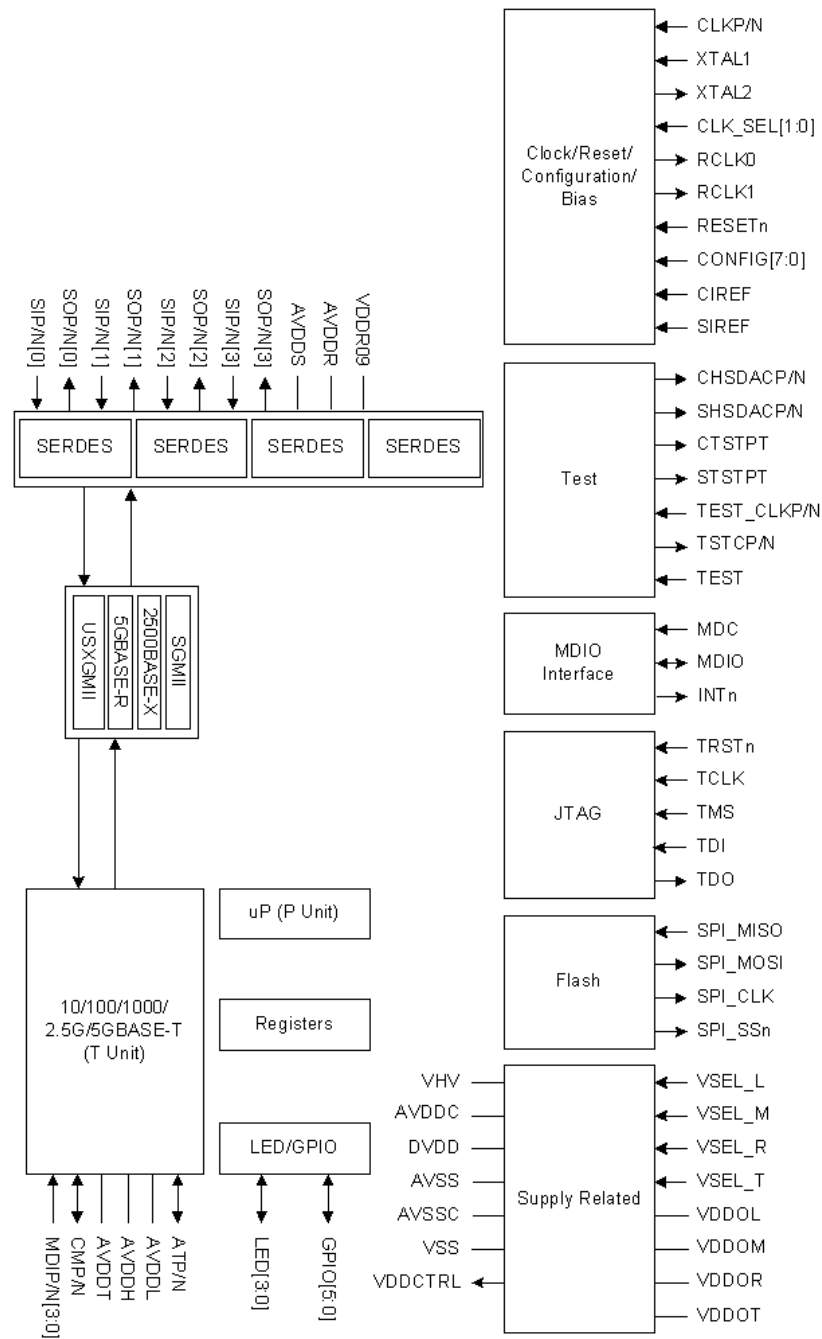 CLKP/N
XTAL1
XTAL2
CLK_SEL[1:0]
RCLK0
RCLK1
RESETn
CONFIG[7:0]
CIREF
SIREF
Clock/Reset/
Configuration/
Bias
SIP/N[0]
SOP/N[0]
SIP/N[1]
SOP/N[1]
SIP/N[2]
SOP/N[2]
SIP/N[3]
SOP/N[3]
AVDDS
AVDDR
VDDR09
SERDES
SERDES
SERDES
SERDES
Test
CHSDACP/N
SHSDACP/N
CTSTPT
STSTPT
TEST_CLKP/N
TSTCP/N
TEST
USXGMII
5GBASE-R
2500BASE-X
SGMII
MDIO
Interface
MDC
MDIO
INTn
JTAG
TRSTn
TCLK
TMS
TDI
TDO
10/100/1000/
2.5G/5GBASE-T
(T Unit)
uP (P Unit)
Registers
LED/GPIO
Flash
SPI_MISO
SPI_MOSI
SPI_CLK
SPI_SSn
MDIP/N[3:0]
CMP/N
AVDDT
AVDDH
AVDDL
ATP/N
LED[3:0]
GPIO[5:0]
VHV
AVDDC
DVDD
AVSS
AVSSC
VSS
VDDCTRL
Supply Related
VSEL_L
VSEL_M
VSEL_R
VSEL_T
VDDOL
VDDOM
VDDOR
VDDOT